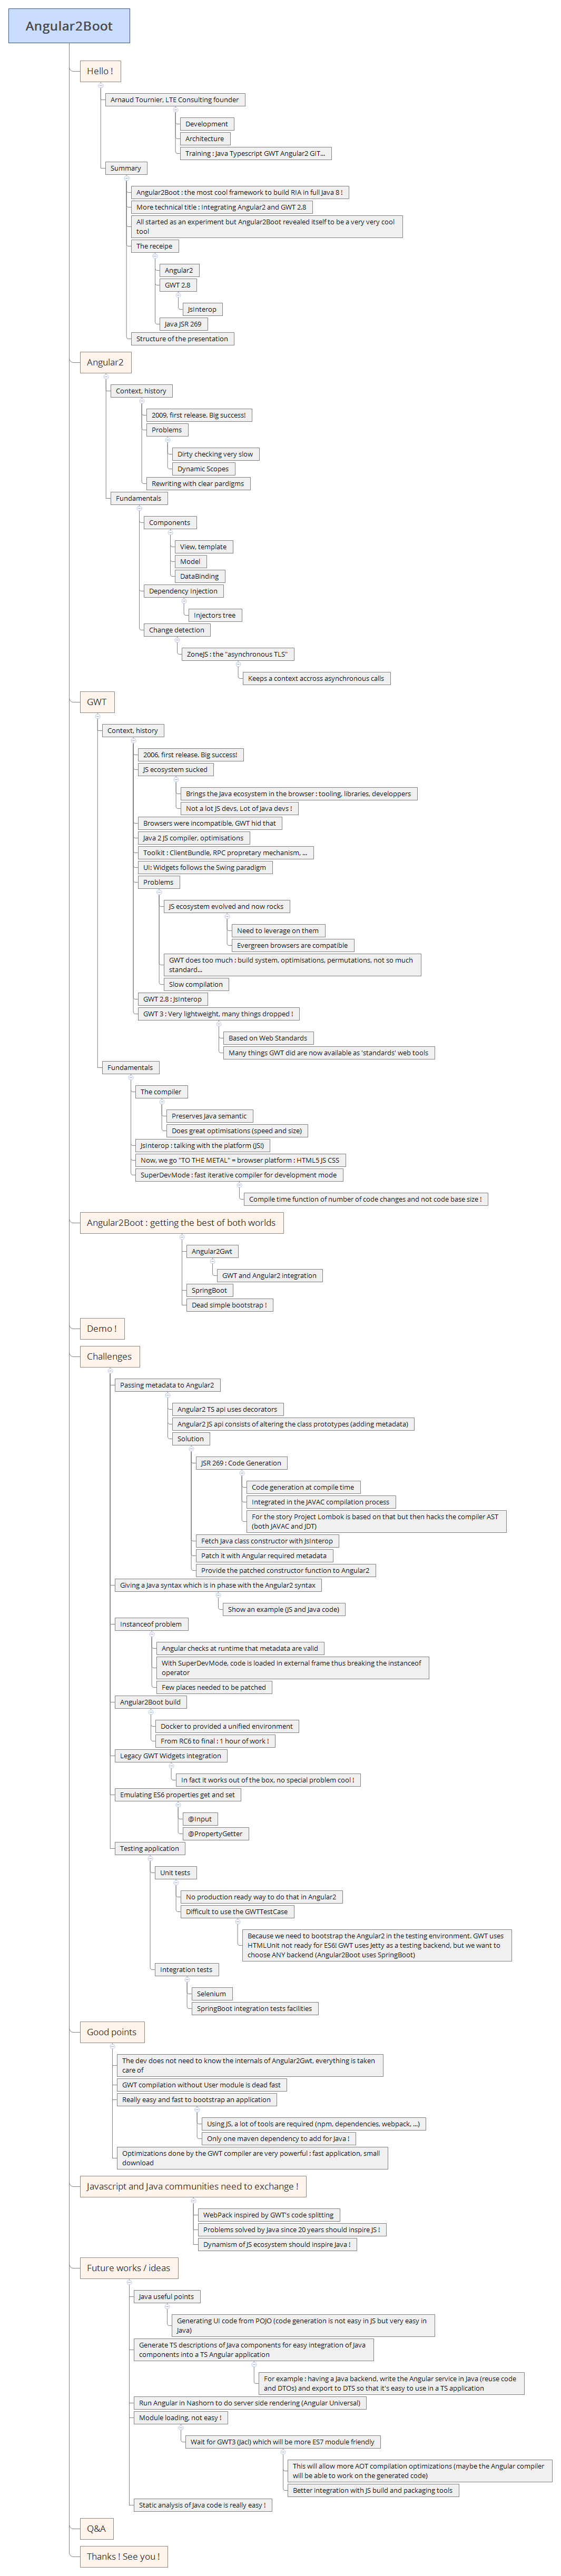 Angular2Boot
Hello !
Arnaud Tournier, LTE Consulting founder
Development
Architecture
Training : Java Typescript GWT Angular2 GIT...
Summary
Angular2Boot : the most cool framework to build RIA in full Java 8 !
More technical title : Integrating Angular2 and GWT 2.8
All started as an experiment but Angular2Boot revealed itself to be a very very cool
tool
The receipe
Angular2
GWT 2.8
JsInterop
Java JSR 269
Structure of the presentation
Angular2
Context, history
2009, first release. Big success!
Problems
Dirty checking very slow
Dynamic Scopes
Rewriting with clear pardigms
Fundamentals
Components
View, template
Model
DataBinding
Dependency Injection
Injectors tree
Change detection
ZoneJS : the "asynchronous TLS"
Keeps a context accross asynchronous calls
GWT
Context, history
2006, first release. Big success!
JS ecosystem sucked
Brings the Java ecosystem in the browser : tooling, libraries, developpers
Not a lot JS devs, Lot of Java devs !
Browsers were incompatible, GWT hid that
Java 2 JS compiler, optimisations
Toolkit : ClientBundle, RPC propretary mechanism, ...
UI: Widgets follows the Swing paradigm
Problems
JS ecosystem evolved and now rocks
Need to leverage on them
Evergreen browsers are compatible
GWT does too much : build system, optimisations, permutations, not so much
standard...
Slow compilation
GWT 2.8 : JsInterop
GWT 3 : Very lightweight, many things dropped !
Based on Web Standards
Many things GWT did are now available as 'standards' web tools
Fundamentals
The compiler
Preserves Java semantic
Does great optimisations (speed and size)
JsInterop : talking with the platform (JS!)
Now, we go "TO THE METAL" = browser platform : HTML5 JS CSS
SuperDevMode : fast iterative compiler for development mode
Compile time function of number of code changes and not code base size !
Angular2Boot : getting the best of both worlds
Angular2Gwt
GWT and Angular2 integration
SpringBoot
Dead simple bootstrap !
Demo !
Challenges
Passing metadata to Angular2
Angular2 TS api uses decorators
Angular2 JS api consists of altering the class prototypes (adding metadata)
Solution
JSR 269 : Code Generation
Code generation at compile time
Integrated in the JAVAC compilation process
For the story Project Lombok is based on that but then hacks the compiler AST
(both JAVAC and JDT)
Fetch Java class constructor with JsInterop
Patch it with Angular required metadata
Provide the patched constructor function to Angular2
Giving a Java syntax which is in phase with the Angular2 syntax
Show an example (JS and Java code)
Instanceof problem
Angular checks at runtime that metadata are valid
With SuperDevMode, code is loaded in external frame thus breaking the instanceof
operator
Few places needed to be patched
Angular2Boot build
Docker to provided a unified environment
From RC6 to final : 1 hour of work !
Legacy GWT Widgets integration
In fact it works out of the box, no special problem cool !
Emulating ES6 properties get and set
@Input
@PropertyGetter
Testing application
Unit tests
No production ready way to do that in Angular2
Difficult to use the GWTTestCase
Because we need to bootstrap the Angular2 in the testing environment. GWT uses
HTMLUnit not ready for ES6! GWT uses Jetty as a testing backend, but we want to
choose ANY backend (Angular2Boot uses SpringBoot)
Integration tests
Selenium
SpringBoot integration tests facilities
Good points
The dev does not need to know the internals of Angular2Gwt, everything is taken
care of
GWT compilation without User module is dead fast
Really easy and fast to bootstrap an application
Using JS, a lot of tools are required (npm, dependencies, webpack, ...)
Only one maven dependency to add for Java !
Optimizations done by the GWT compiler are very powerful : fast application, small
download
Javascript and Java communities need to exchange !
WebPack inspired by GWT's code splitting
Problems solved by Java since 20 years should inspire JS !
Dynamism of JS ecosystem should inspire Java !
Future works / ideas
Java useful points
Generating UI code from POJO (code generation is not easy in JS but very easy in
Java)
Generate TS descriptions of Java components for easy integration of Java
components into a TS Angular application
For example : having a Java backend, write the Angular service in Java (reuse code
and DTOs) and export to DTS so that it's easy to use in a TS application
Run Angular in Nashorn to do server side rendering (Angular Universal)
Module loading, not easy !
Wait for GWT3 (Jacl) which will be more ES7 module friendly
This will allow more AOT compilation optimizations (maybe the Angular compiler
will be able to work on the generated code)
Better integration with JS build and packaging tools
Static analysis of Java code is really easy !
Q&A
Thanks ! See you !